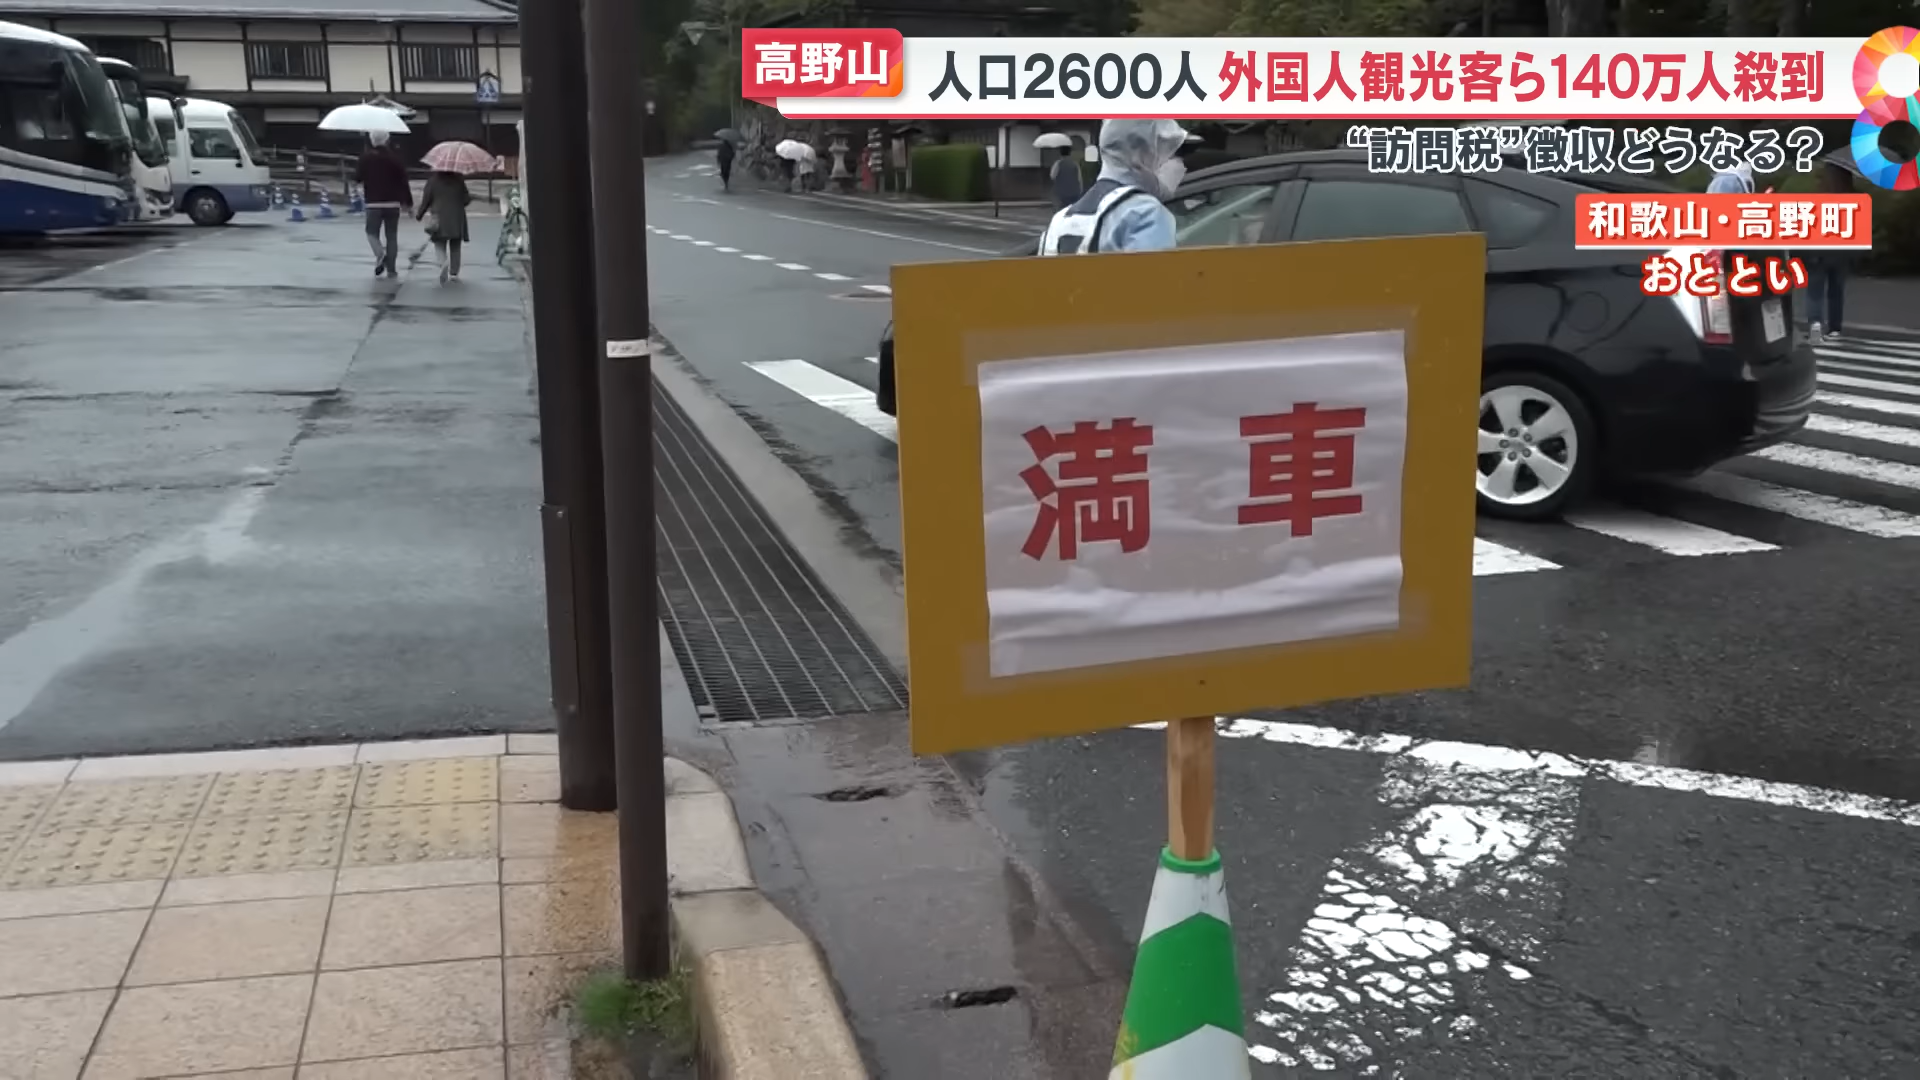 高野山
人口2600人 外国人観光客ら140万人殺到
“訪問税”徴収どうなる？
和歌山・高野町
おととい
満車